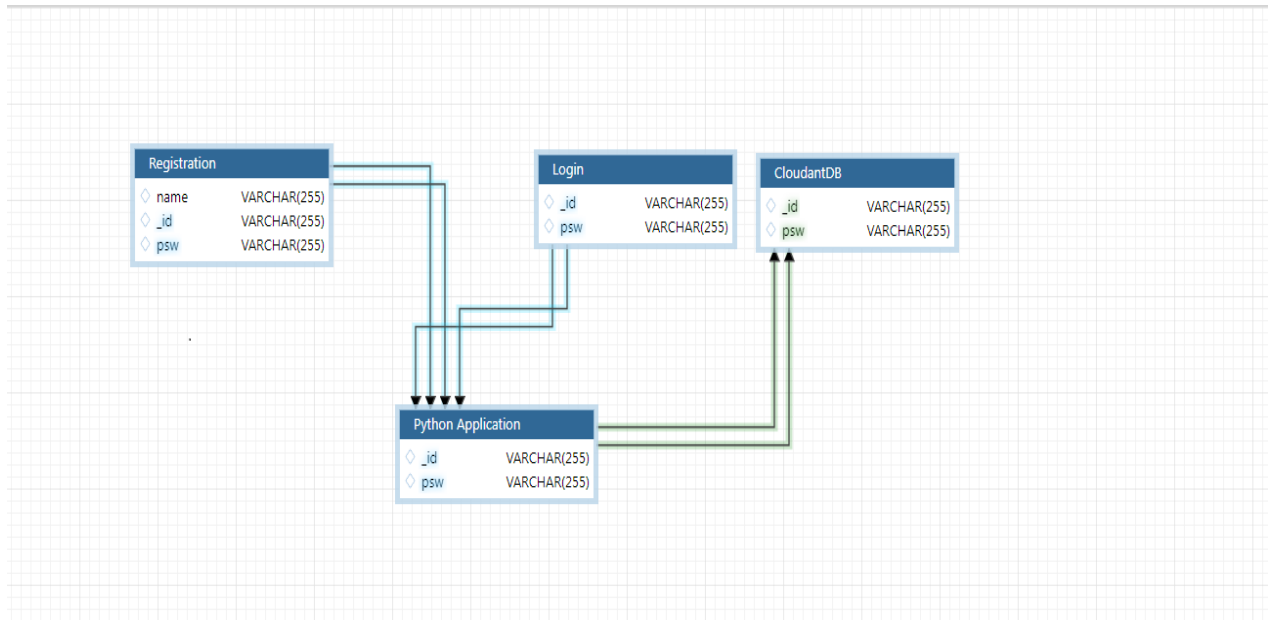 Registration
name VARCHAR(255)
_id VARCHAR(255)
psw VARCHAR(255)
Login
_id VARCHAR(255)
psw VARCHAR(255)
CloudantDB
_id VARCHAR(255)
psw VARCHAR(255)
Python Application
_id VARCHAR(255)
psw VARCHAR(255)